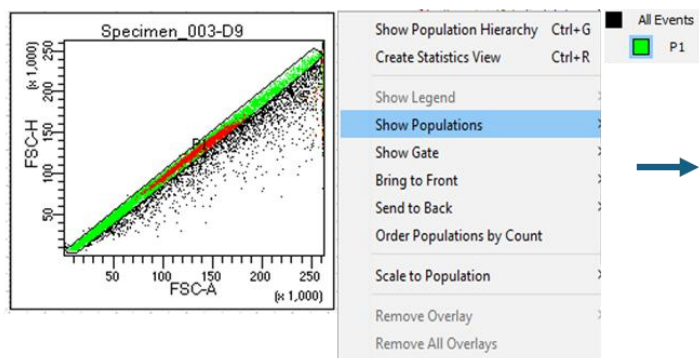 Specimen_003-D9
(x 1,000)
FSC-H
50 100 150 200 250
P1
50 100 150 200 250
FSC-A
(x 1,000)
Show Population Hierarchy Ctrl+G
Create Statistics View Ctrl+R
Show Legend
Show Populations
Show Gate
Bring to Front
Send to Back
Order Populations by Count
Scale to Population
Remove Overlay
Remove All Overlays
All Events
P1